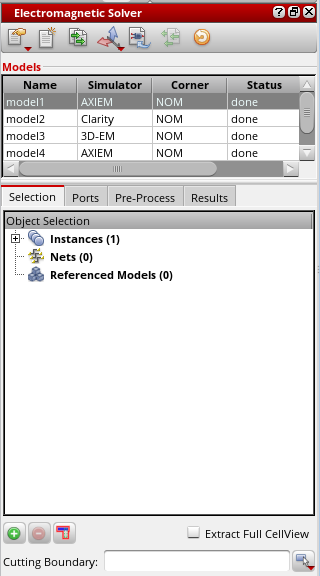 Electromagnetic Solver
Models
Name Simulator Corner Status
model1 AXIEM NOM done
model2 Clarity NOM done
model3 3D-EM NOM done
model4 AXIEM NOM done
Selection Ports Pre-Process Results
Object Selection
Instances (1)
Nets (0)
Referenced Models (0)
Extract Full CellView
Cutting Boundary: